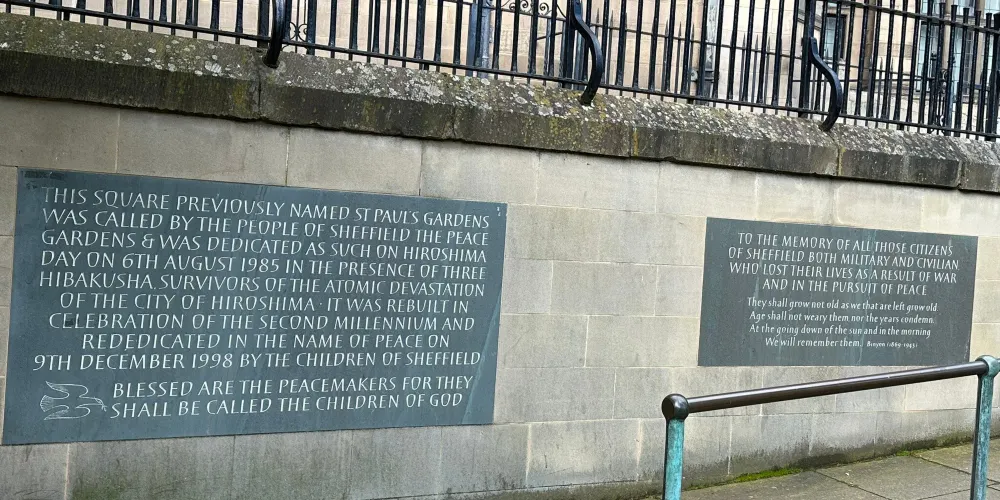 THIS SQUARE PREVIOUSLY NAMED ST PAULS GARDENS
WAS CALLED BY THE PEOPLE OF SHEFFIELD THE PEACE
GARDENS & WAS DEDICATED AS SUCH ON HIROSHIMA
DAY ON 6TH AUGUST 1985 IN THE PRESENCE OF THREE
HIBAKUSHA, SURVIVORS OF THE ATOMIC DEVASTATION
OF THE CITY OF HIROSHIMA · IT WAS REBUILT IN
CELEBRATION OF THE SECOND MILLENNIUM AND
REDEDICATED IN THE NAME OF PEACE ON
9TH DECEMBER 1998 BY THE CHILDREN OF SHEFFIELD
BLESSED ARE THE PEACEMAKERS FOR THEY
SHALL BE CALLED THE CHILDREN OF GOD
TO THE MEMORY OF ALL THOSE CITIZENS
OF SHEFFIELD BOTH MILITARY AND CIVILIAN
WHO LOST THEIR LIVES AS A RESULT OF WAR
AND IN THE PURSUIT OF PEACE
They shall grow not old as we that are left grow old
Age shall not weary them nor the years condemn.
At the going down of the sun and in the morning
We will remember them. Binyon (1869-1943)